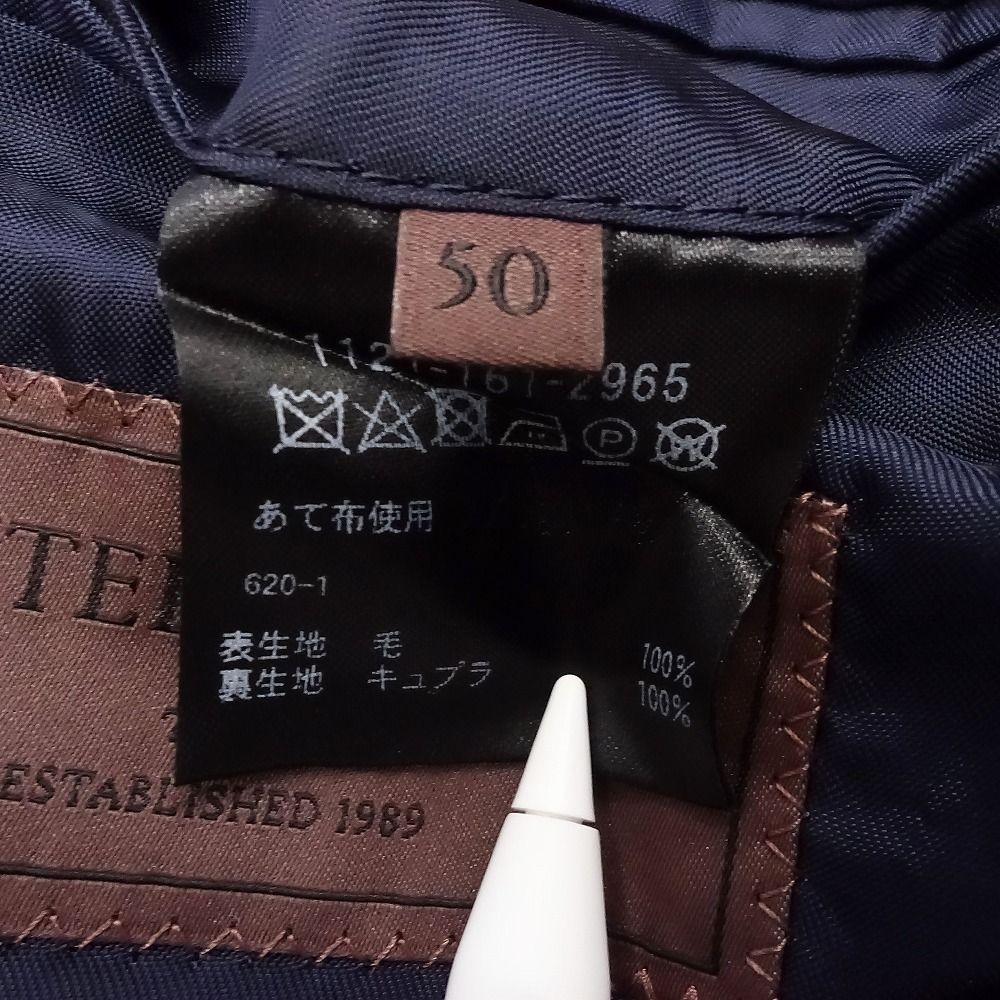 50
1121-161-2965
P
あて布使用
620-1
表生地 毛 100%
裏生地 キュプラ 100%
ESTABLISHED 1989